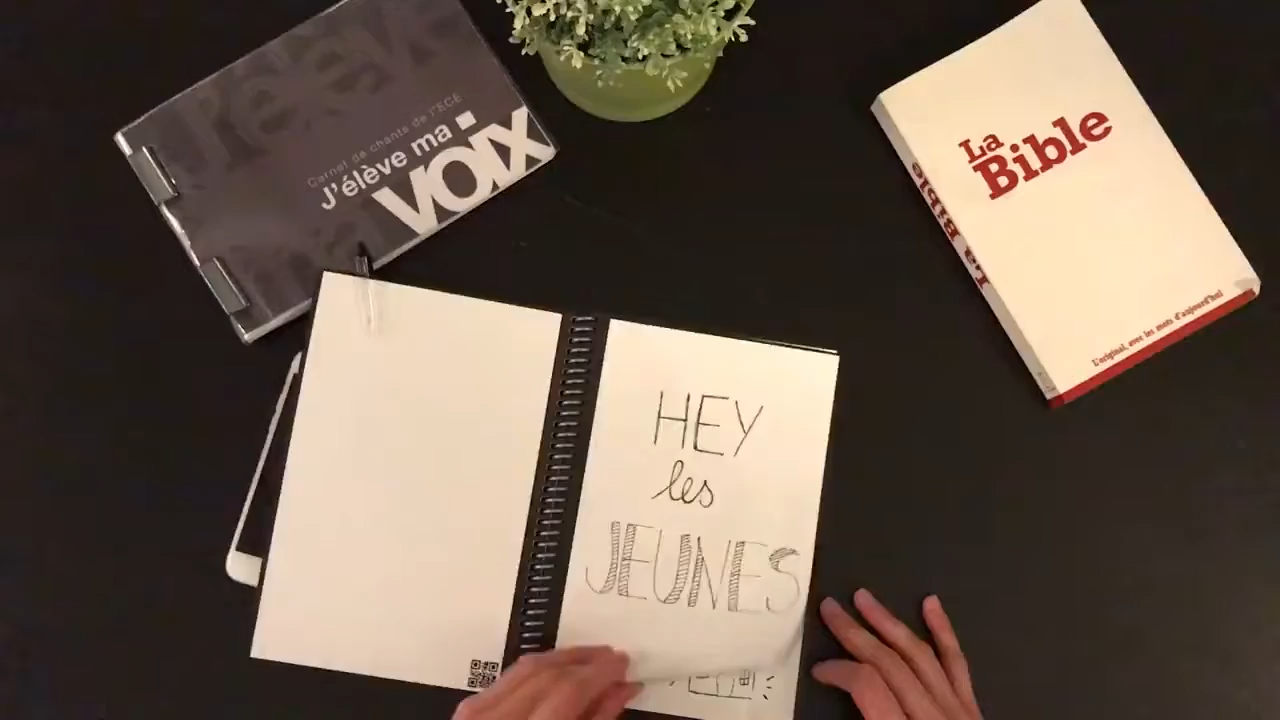 Carnet de chants de l'ECE
J'élève ma
voix
La
Bible
La Bible
L'original, avec les mots d'aujourd'hui
HEY
les
JEUNES